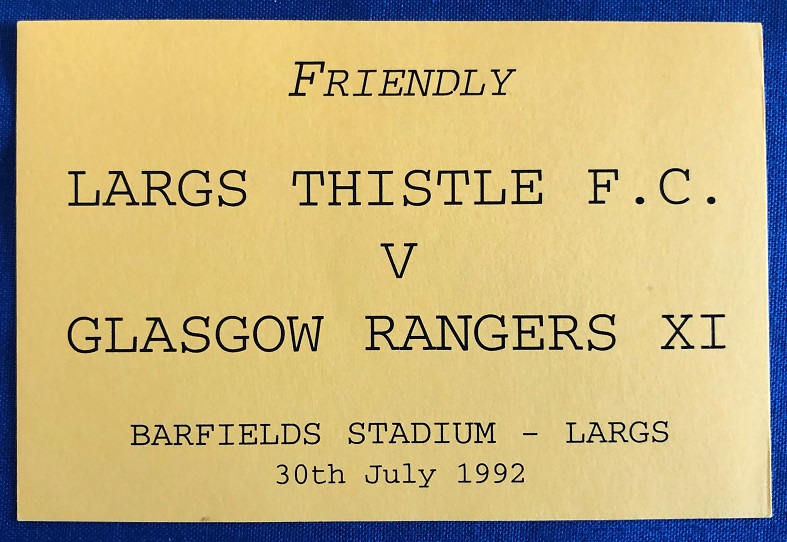 FRIENDLY
LARGS THISTLE F.C.
V
GLASGOW RANGERS XI
BARFIELDS STADIUM - LARGS
30th July 1992